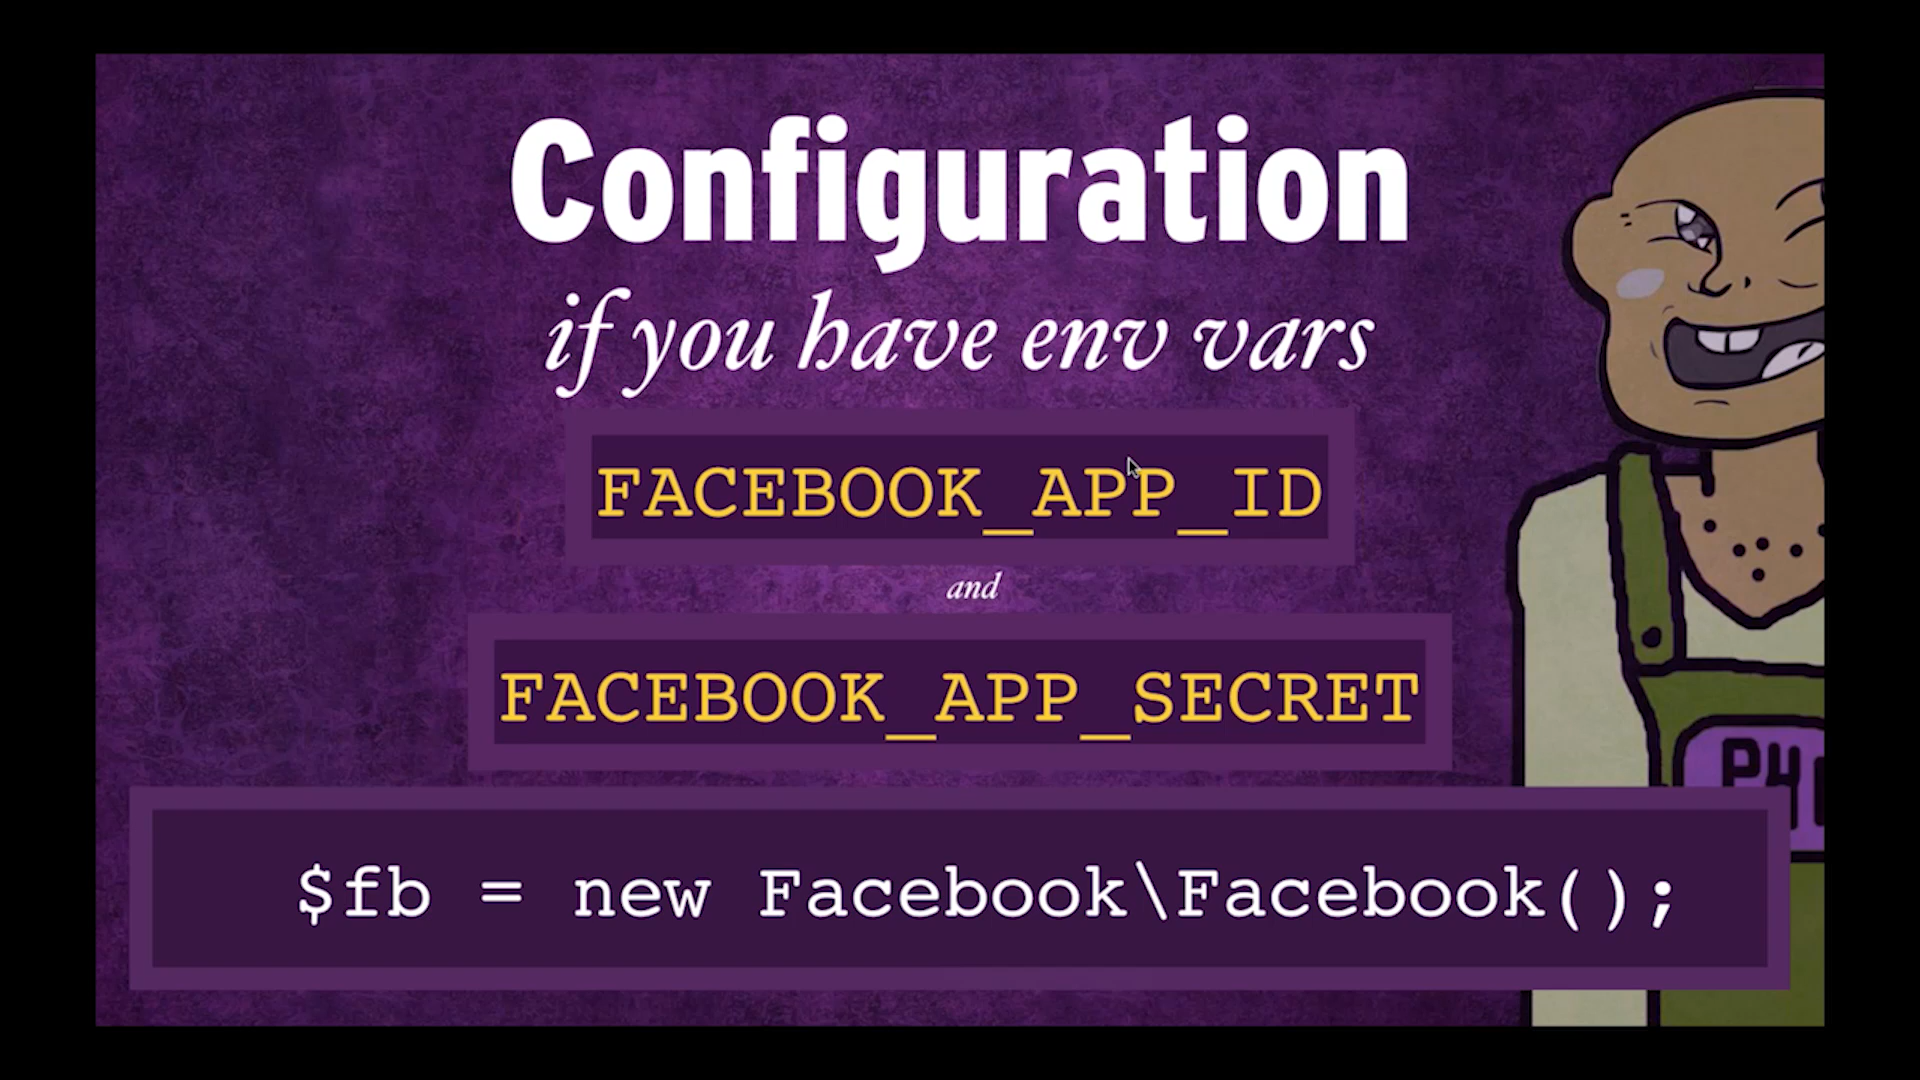 Configuration
if you have env vars
FACEBOOK_APP_ID
and
FACEBOOK_APP_SECRET
$fb = new Facebook\Facebook();